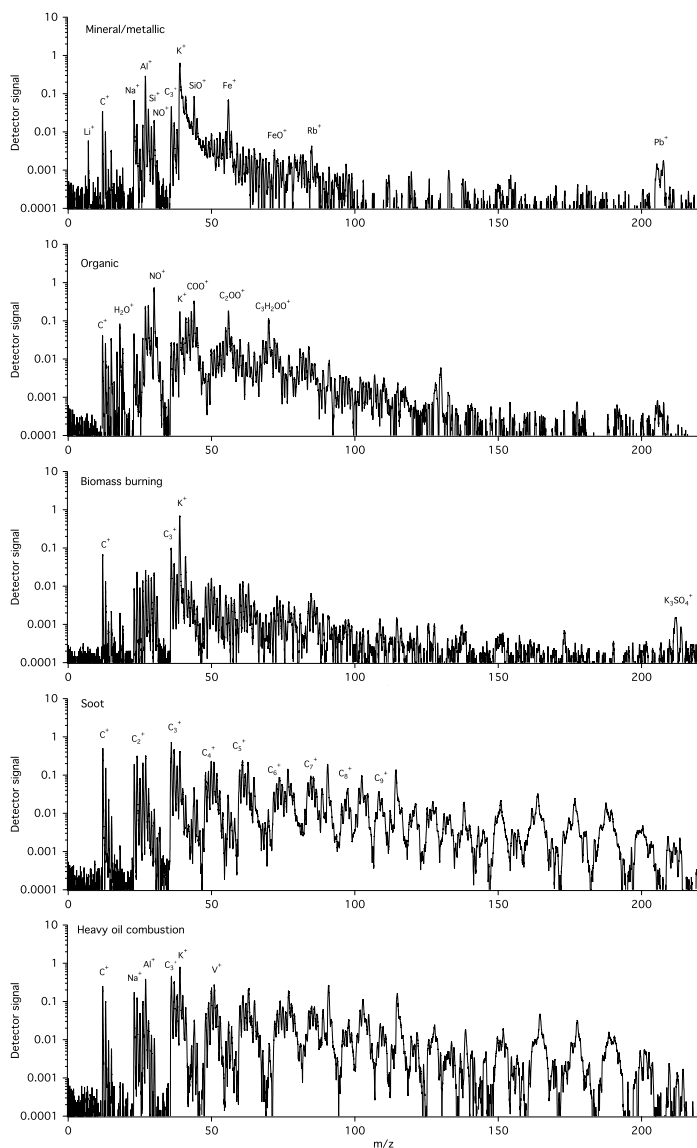 Mineral/metallic
Detector signal
10
1
0.1
0.01
0.001
0.0001
Li⁺
C⁺
Na⁺
Al⁺
Si⁺
NO⁺
C₃⁺
K⁺
SiO⁺
Fe⁺
FeO⁺
Rb⁺
Pb⁺
0 50 100 150 200
Organic
Detector signal
10
1
0.1
0.01
0.001
0.0001
C⁺
H₂O⁺
NO⁺
K⁺
COO⁺
C₂OO⁺
C₃H₂OO⁺
0 50 100 150 200
Biomass burning
Detector signal
10
1
0.1
0.01
0.001
0.0001
C⁺
C₃⁺
K⁺
K₃SO₄⁺
0 50 100 150 200
Soot
Detector signal
10
1
0.1
0.01
0.001
0.0001
C⁺
C₂⁺
C₃⁺
C₄⁺
C₅⁺
C₆⁺
C₇⁺
C₈⁺
C₉⁺
0 50 100 150 200
Heavy oil combustion
Detector signal
10
1
0.1
0.01
0.001
0.0001
C⁺
Na⁺
Al⁺
C₃⁺
K⁺
V⁺
0 50 100 150 200
m/z